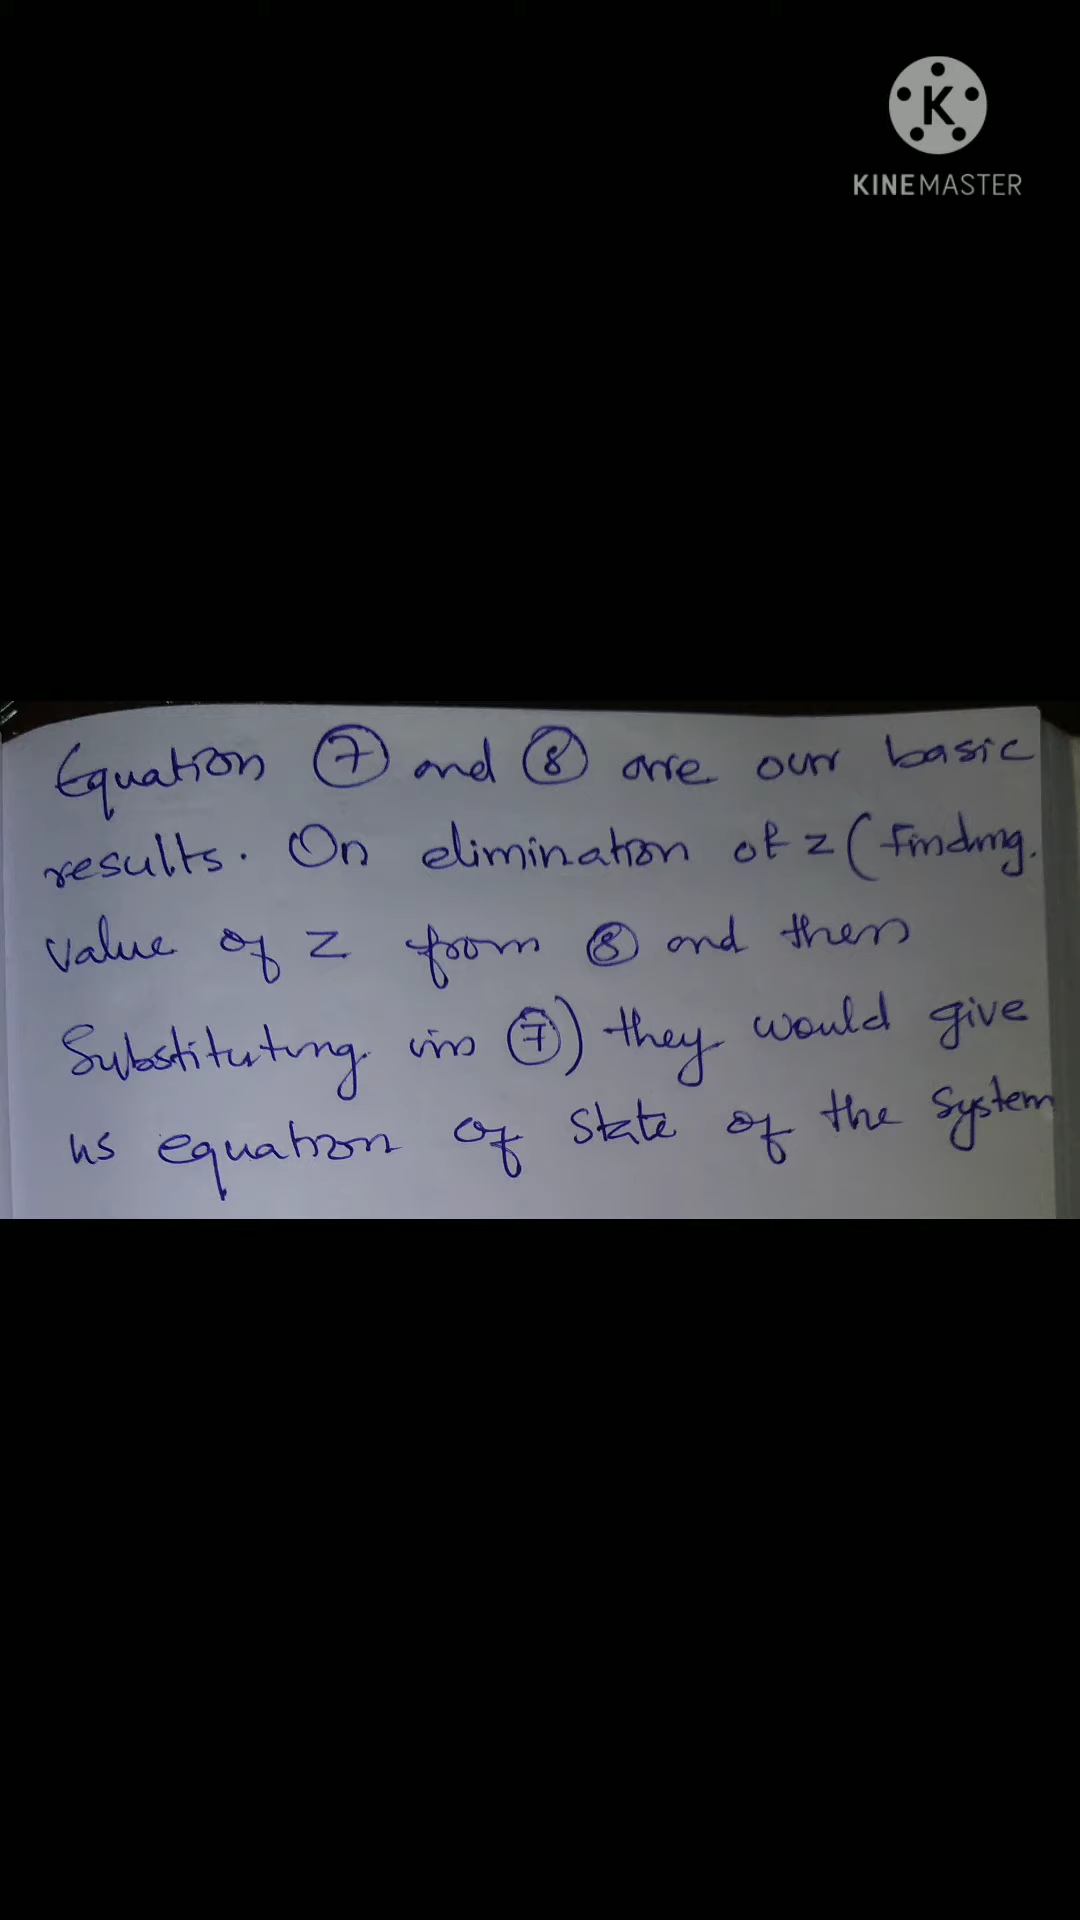 K
KINEMASTER
Equation ⑦ and ⑧ are our basic
results. On elimination of z (finding
value of z from ⑧ and then
Substituting in ⑦) they would give
us equation of state of the system